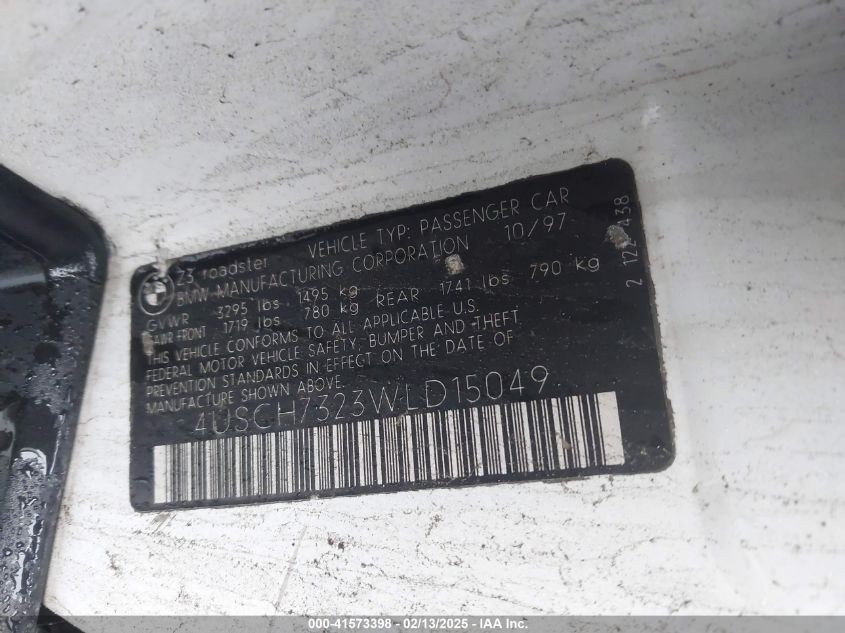 Z3 roadster VEHICLE TYP: PASSENGER CAR
BMW MANUFACTURING CORPORATION 10/97
GVWR 3295 lbs 1495 kg
GAWR FRONT 1719 lbs 780 kg REAR 1741 lbs 790 kg
THIS VEHICLE CONFORMS TO ALL APPLICABLE U.S.
FEDERAL MOTOR VEHICLE SAFETY, BUMPER AND THEFT
PREVENTION STANDARDS IN EFFECT ON THE DATE OF
MANUFACTURE SHOWN ABOVE.
4USCH7323WLD15049
000-41573398 - 02/13/2025 - IAA Inc.